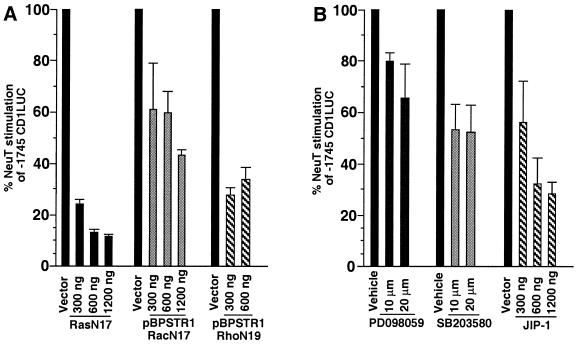 A
% NeuT stimulation
of -1745 CD1LUC
100
80
60
40
20
0
Vector
300 ng
600 ng
1200 ng
RasN17
Vector
300 ng
600 ng
1200 ng
pBPSTR1
RacN17
Vector
300 ng
600 ng
pBPSTR1
RhoN19
B
% NeuT stimulation
of -1745 CD1LUC
100
80
60
40
20
0
Vehicle
10 µm
20 µm
PD098059
Vehicle
10 µm
20 µm
SB203580
Vector
300 ng
600 ng
1200 ng
JIP-1